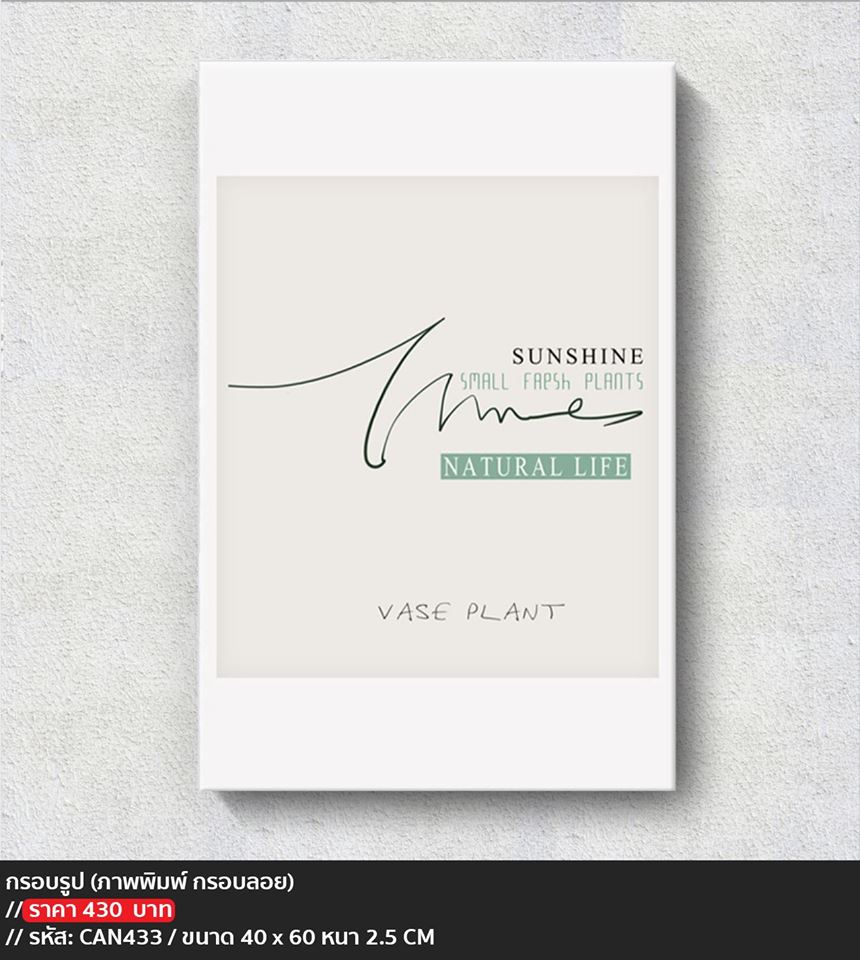 SUNSHINE
SMALL FRESh PLANTS
NATURAL LIFE
VASE PLANT
กรอบรูป (ภาพพิมพ์ กรอบลอย)
// ราคา 430 บาท
// รหัส: CAN433 / ขนาด 40 x 60 หนา 2.5 CM